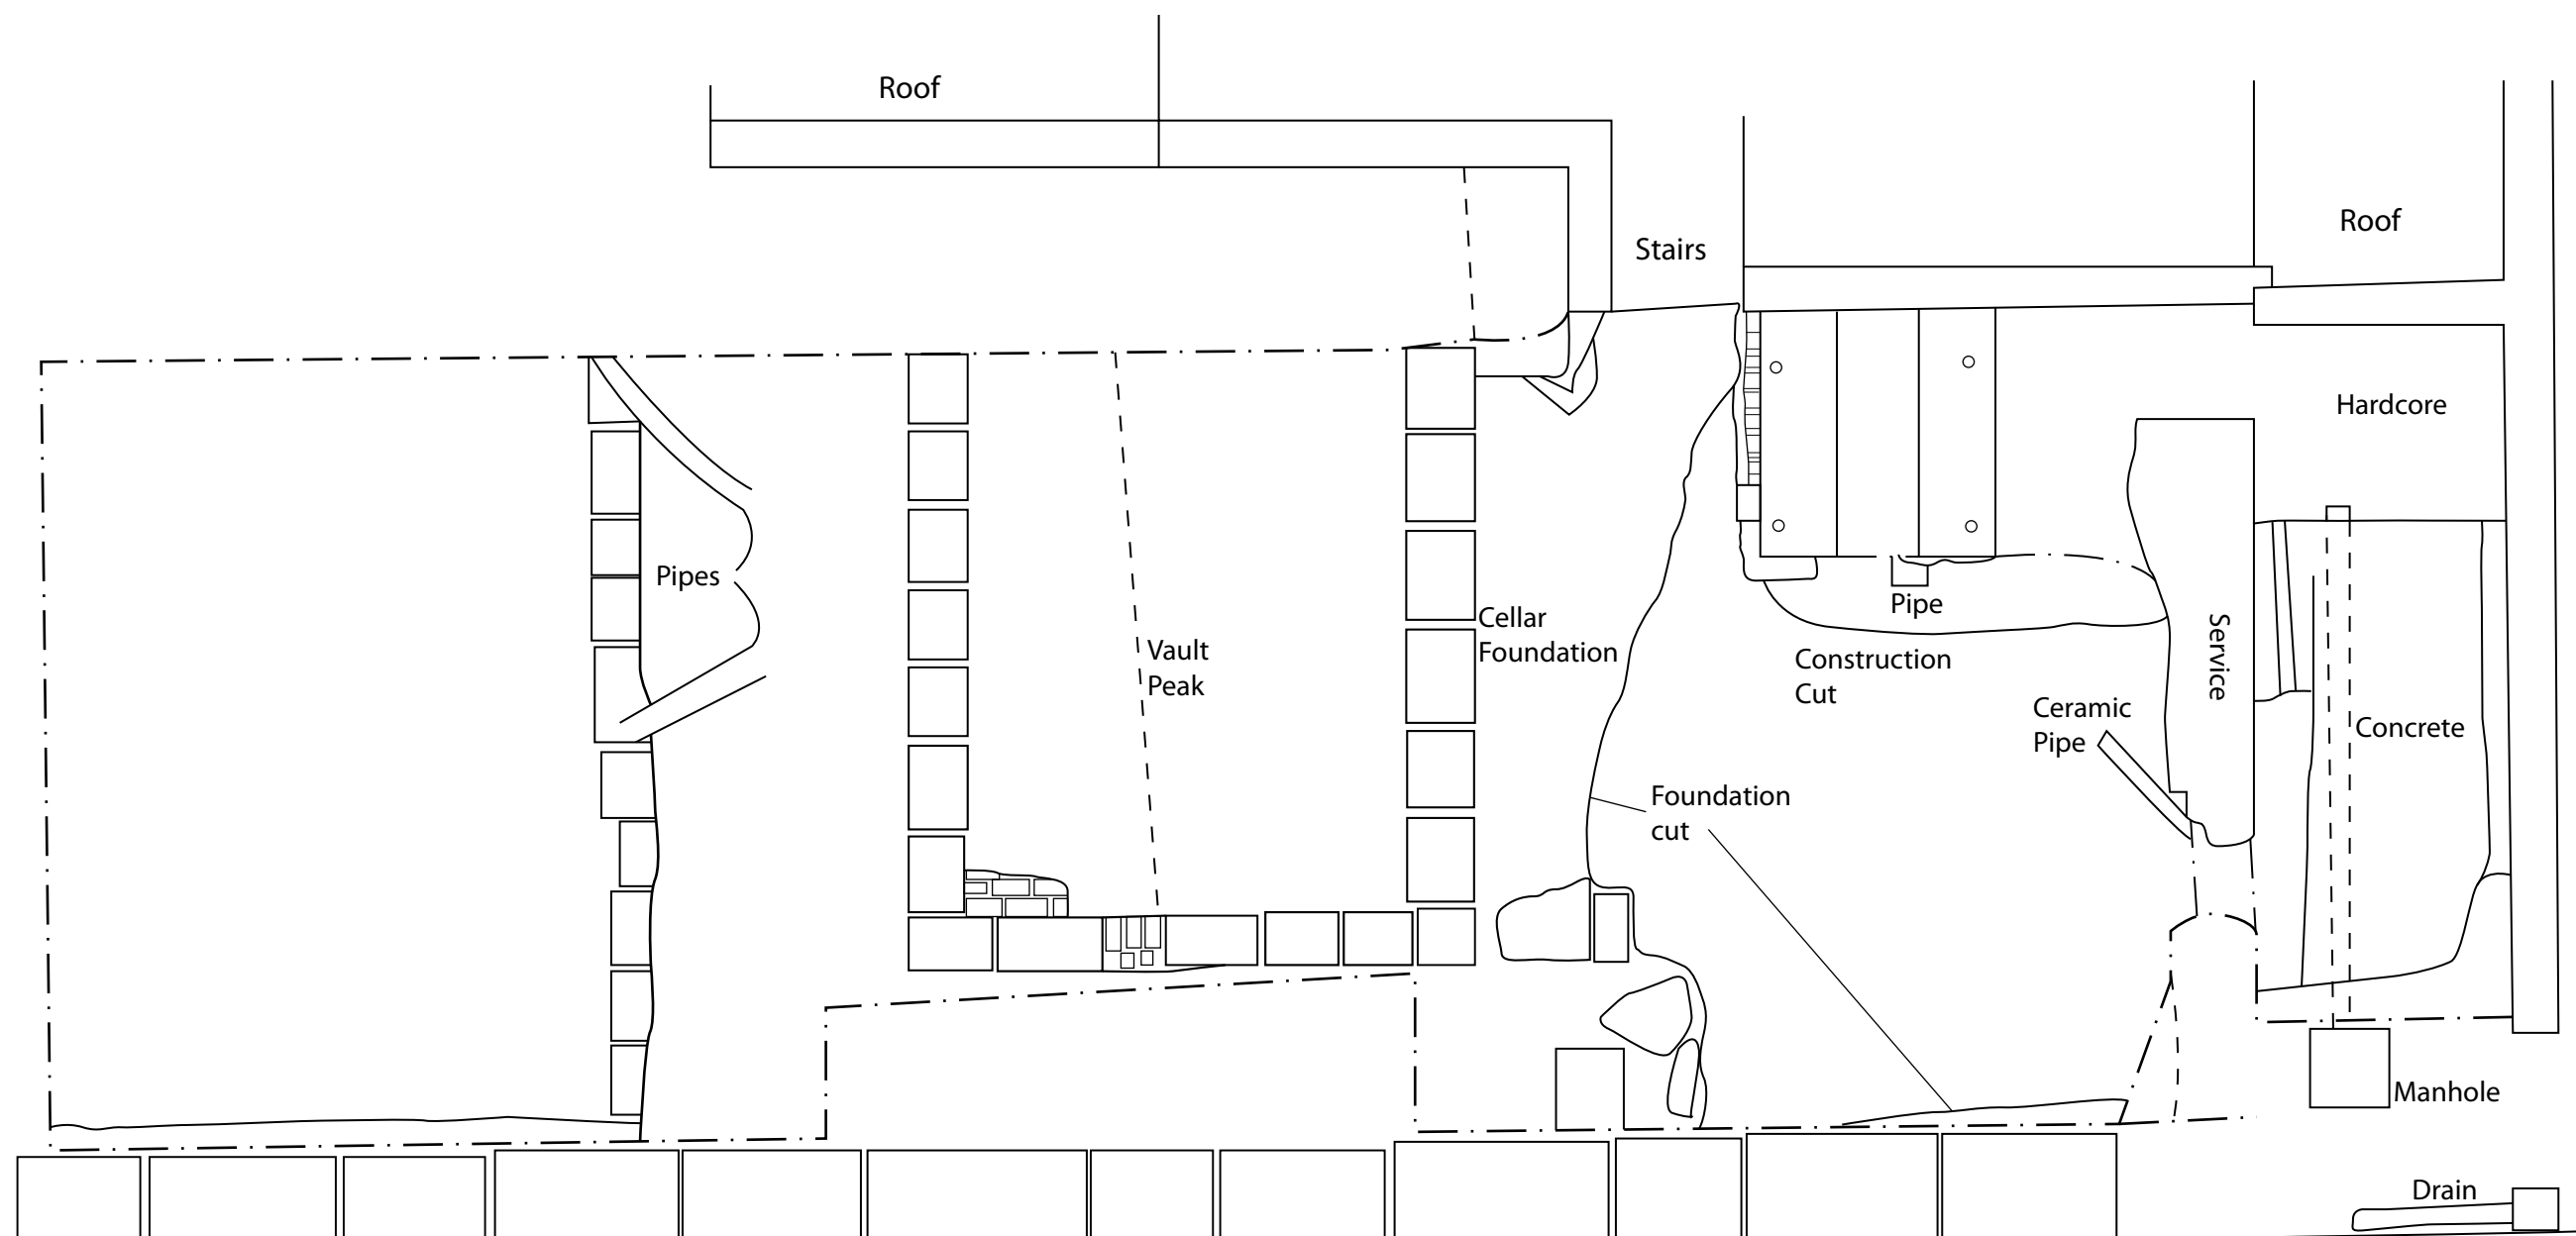 Roof
Roof
Stairs
Hardcore
Pipes
Pipe
Cellar
Foundation
Vault
Peak
Construction
Cut
Service
Ceramic
Pipe
Concrete
Foundation
cut
Manhole
Drain